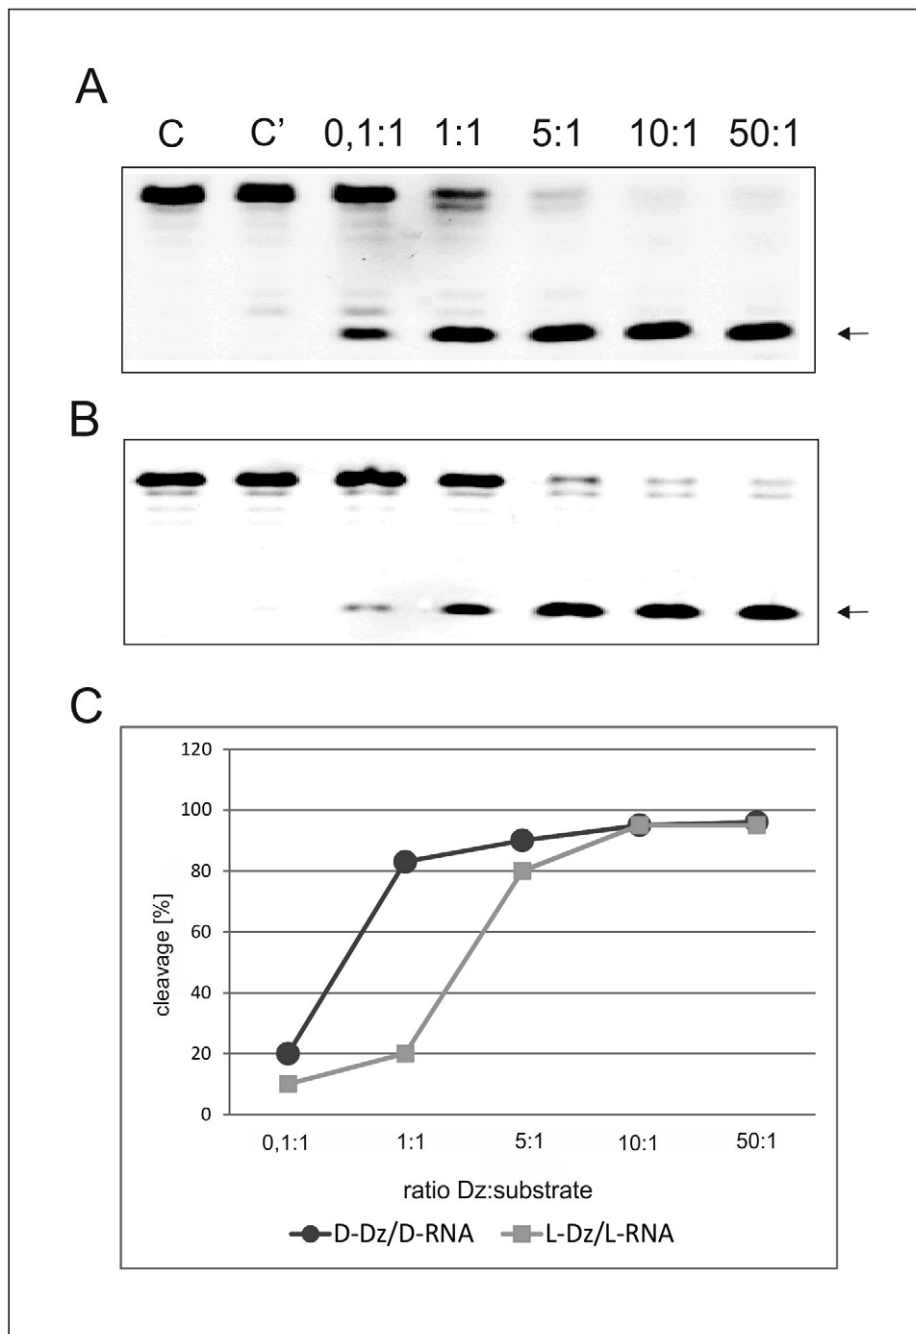 A
C C' 0,1:1 1:1 5:1 10:1 50:1
B
C
120
100
80
60
40
20
0
cleavage [%]
0,1:1 1:1 5:1 10:1 50:1
ratio Dz:substrate
D-Dz/D-RNA L-Dz/L-RNA